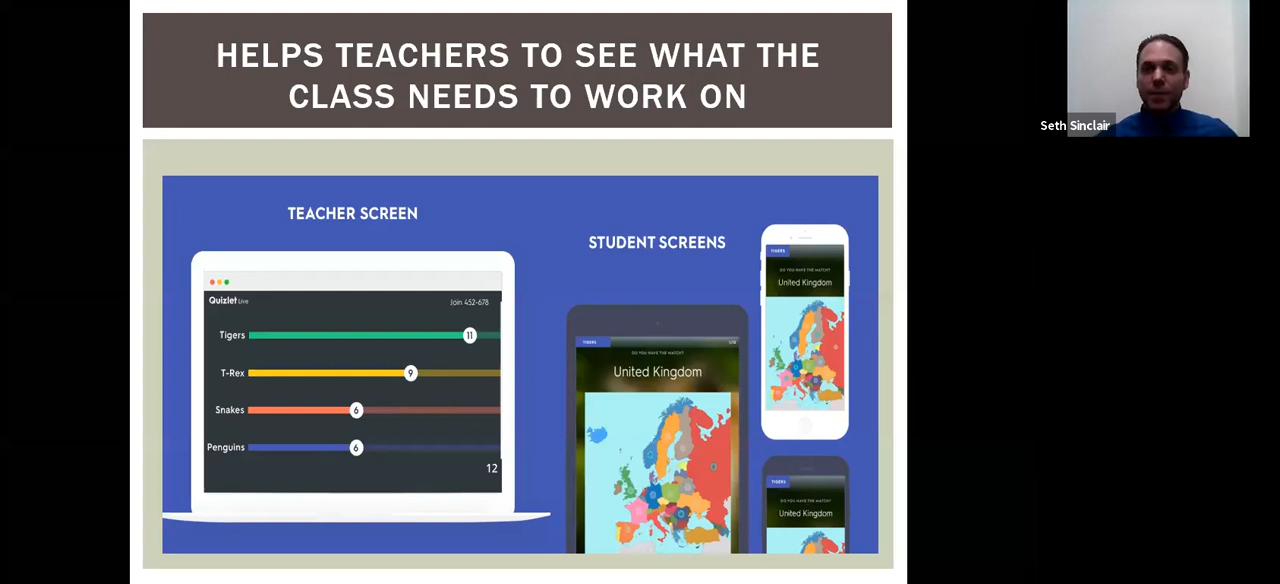 HELPS TEACHERS TO SEE WHAT THE
CLASS NEEDS TO WORK ON
Seth Sinclair
TEACHER SCREEN
Quizlet Live
Join 452-678
Tigers 11
T-Rex 9
Snakes 6
Penguins 6
12
STUDENT SCREENS
TIGERS
DO YOU HAVE THE MATCH?
United Kingdom
TIGERS
DO YOU HAVE THE MATCH?
United Kingdom
TIGERS
DO YOU HAVE THE MATCH?
United Kingdom